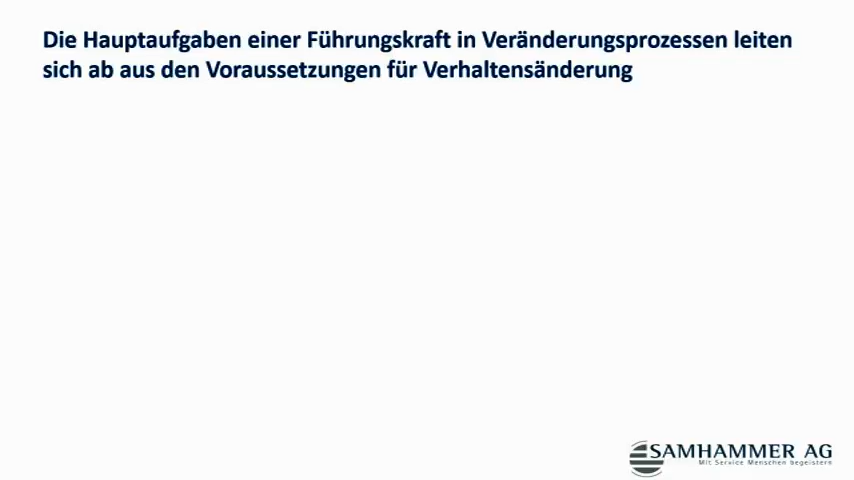 Die Hauptaufgaben einer Führungskraft in Veränderungsprozessen leiten
sich ab aus den Voraussetzungen für Verhaltensänderung
SAMHAMMER AG
Mit Service Menschen begeistern